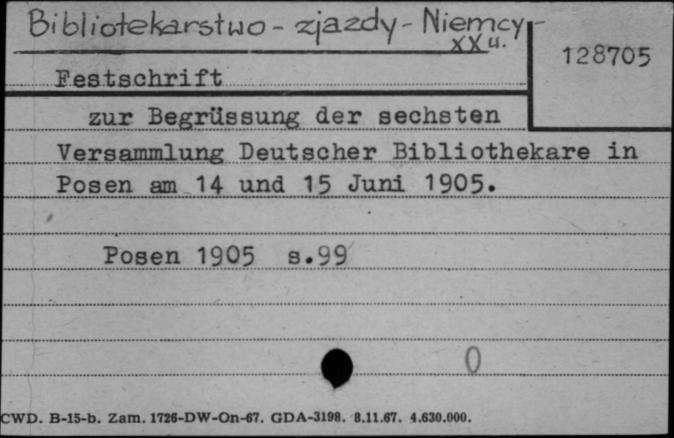 Bibliotekarstwo - zjazdy - Niemcy -
XX w.
128705
Festschrift
zur Begrüssung der sechsten
Versammlung Deutscher Bibliothekare in
Posen am 14 und 15 Juni 1905.
Posen 1905 s.99
0
CWD. B-15-b. Zam. 1726-DW-On-67. GDA-3198. 8.11.67. 4.630.000.